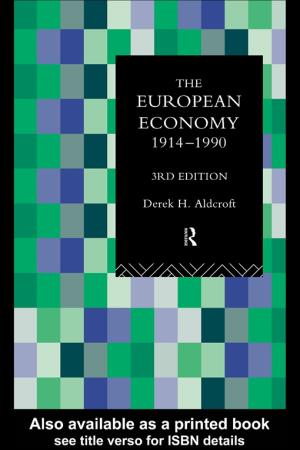 THE
EUROPEAN
ECONOMY
1914–1990
3RD EDITION
Derek H. Aldcroft
Also available as a printed book
see title verso for ISBN details